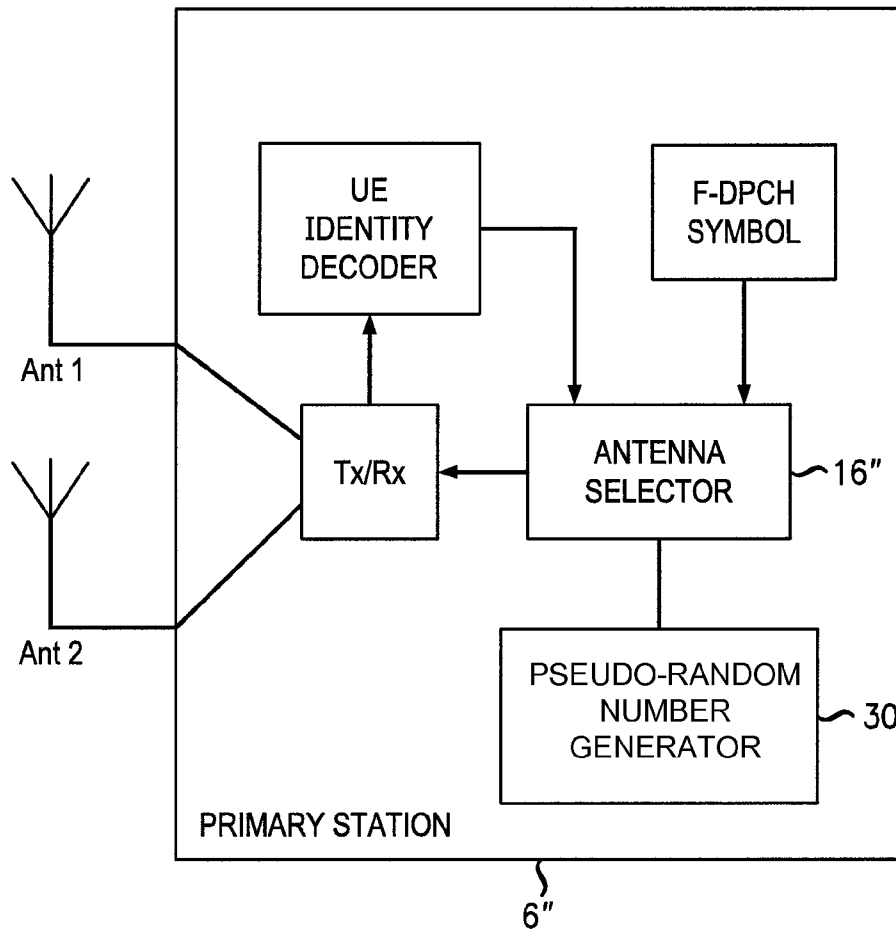 UE
IDENTITY
DECODER
F-DPCH
SYMBOL
Ant 1
Tx/Rx
ANTENNA
SELECTOR
16″
Ant 2
PSEUDO-RANDOM
NUMBER
GENERATOR
30
PRIMARY STATION
6″